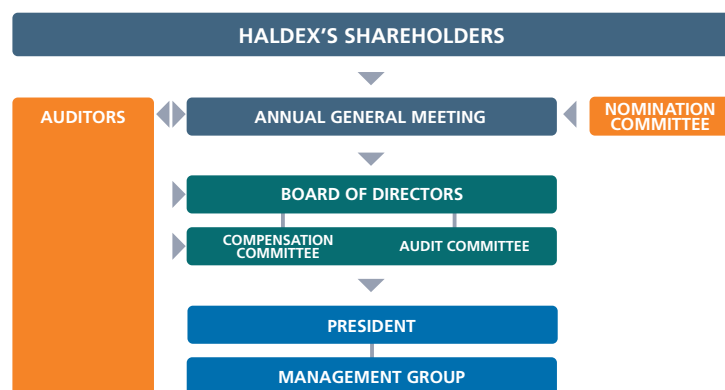 HALDEX’S SHAREHOLDERS
AUDITORS
ANNUAL GENERAL MEETING
NOMINATION
COMMITTEE
BOARD OF DIRECTORS
COMPENSATION
COMMITTEE
AUDIT COMMITTEE
PRESIDENT
MANAGEMENT GROUP